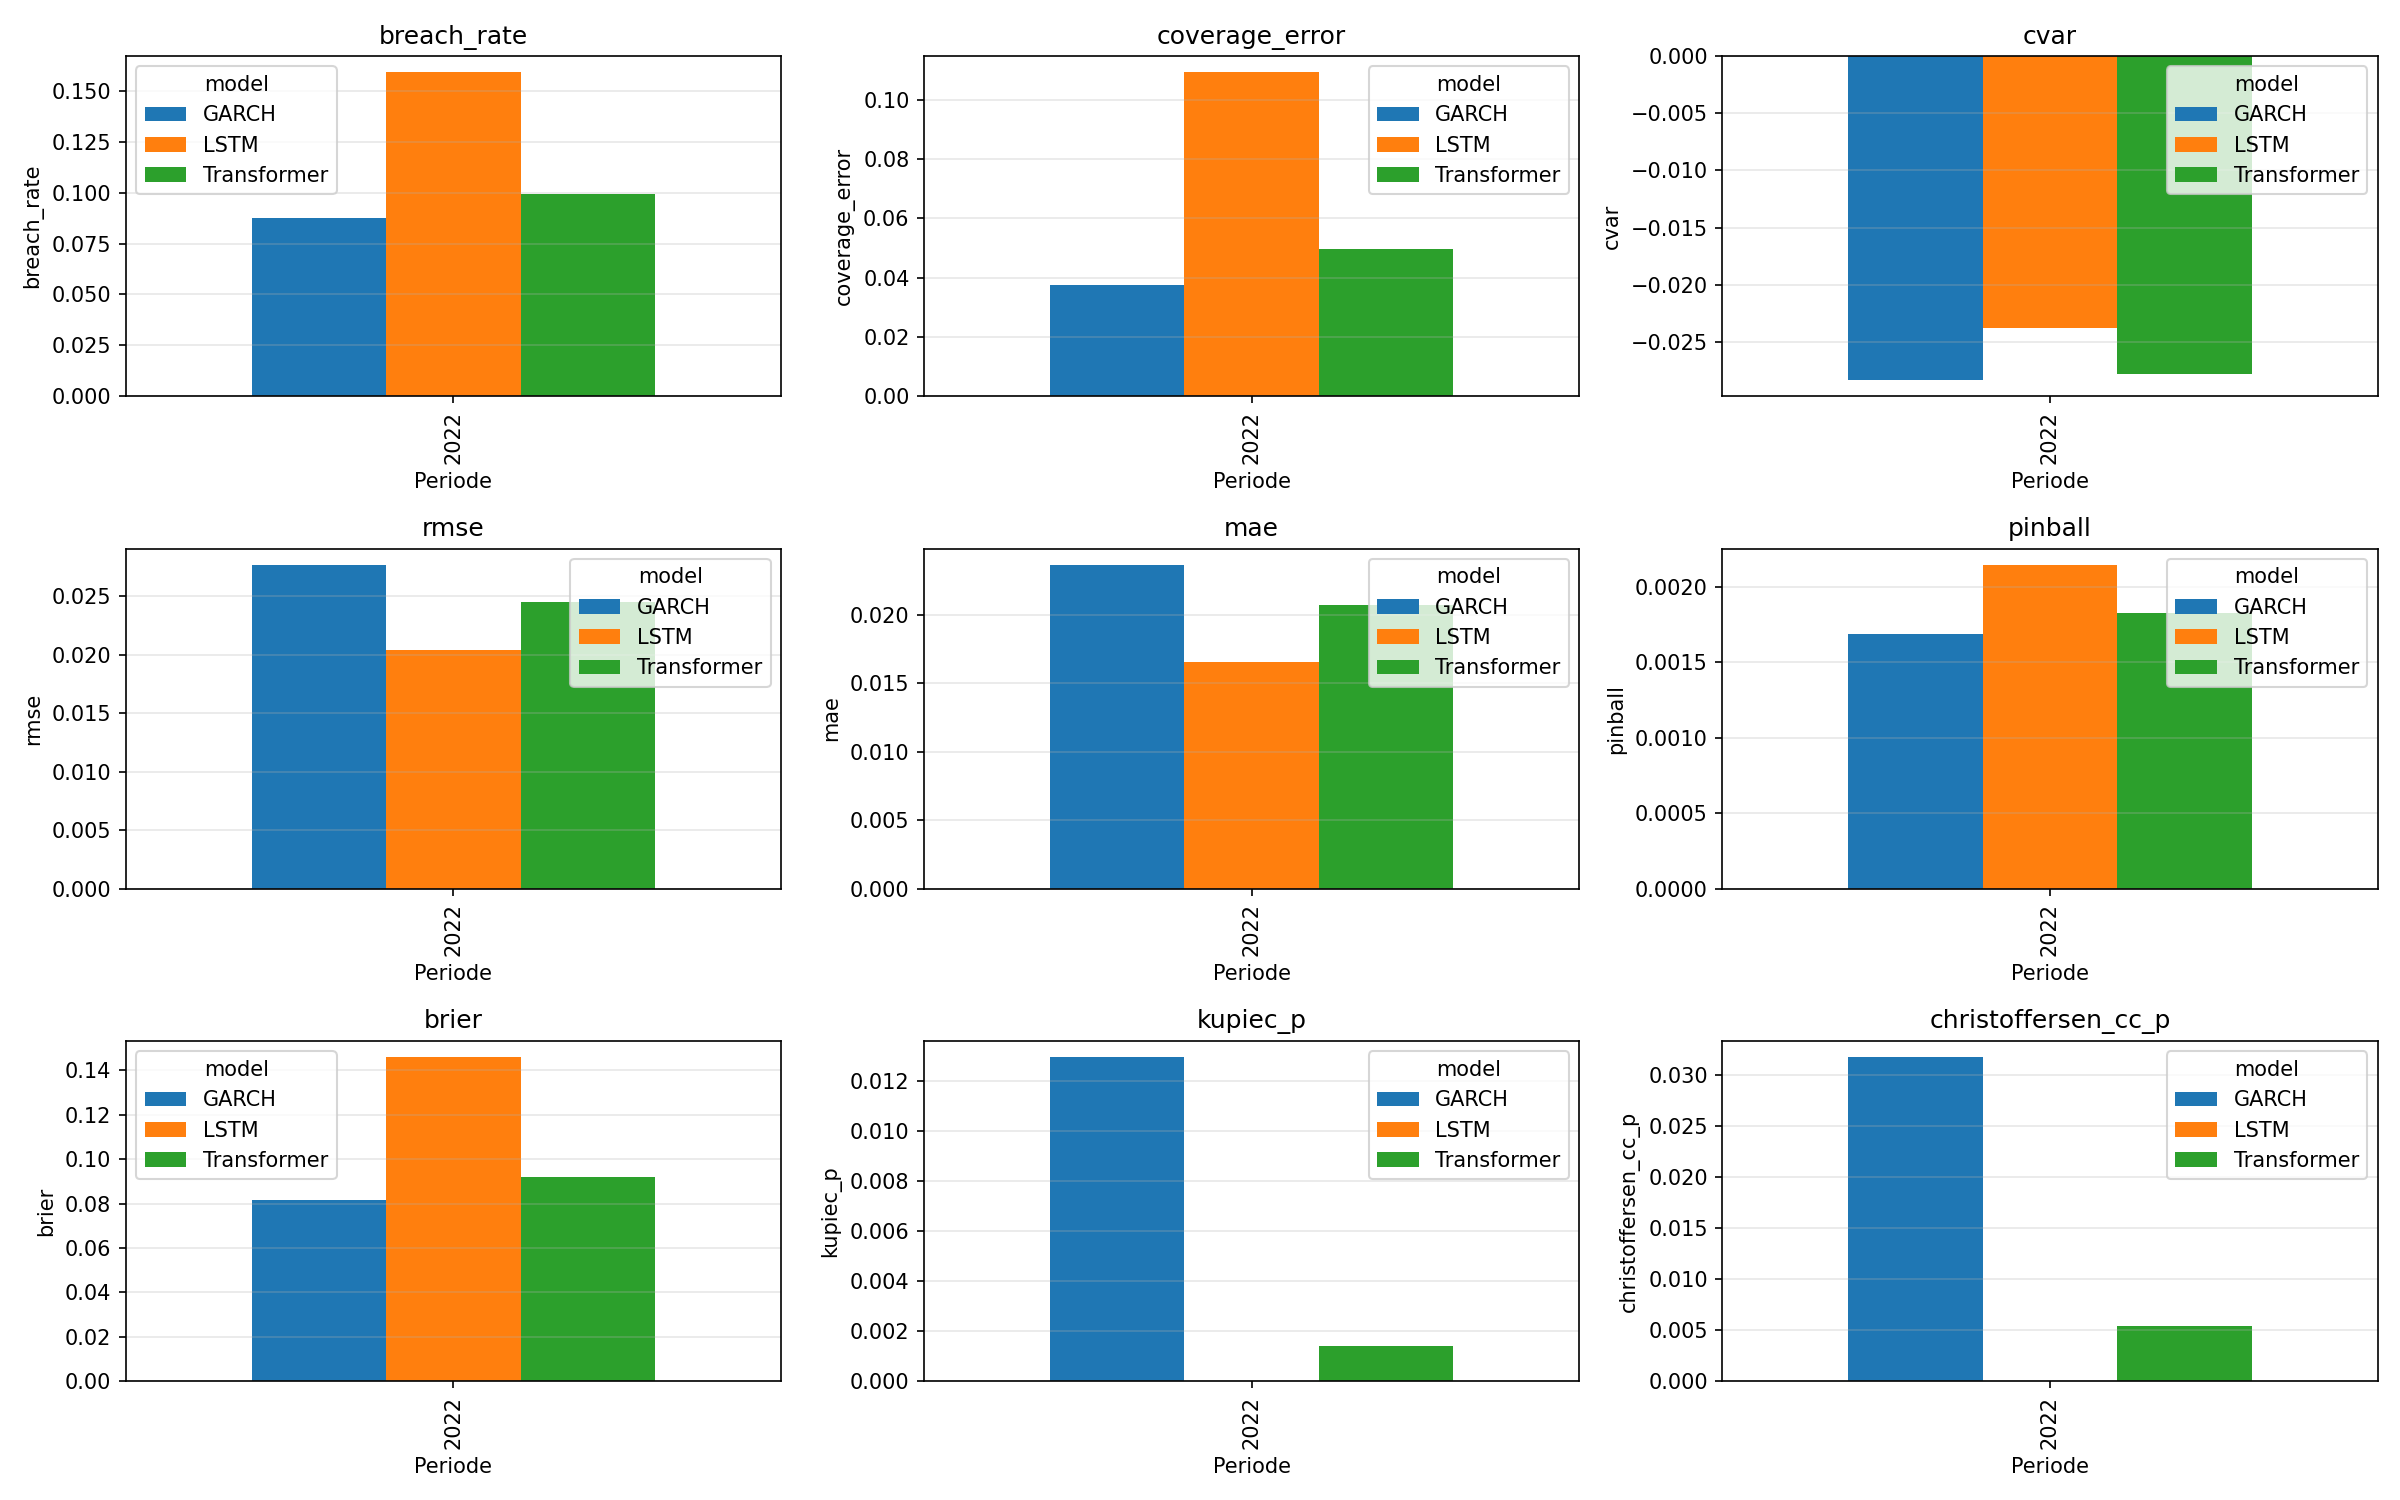 breach_rate
breach_rate
0.150
0.125
0.100
0.075
0.050
0.025
0.000
model
GARCH
LSTM
Transformer
2022
Periode
coverage_error
coverage_error
0.10
0.08
0.06
0.04
0.02
0.00
model
GARCH
LSTM
Transformer
2022
Periode
cvar
cvar
0.000
−0.005
−0.010
−0.015
−0.020
−0.025
model
GARCH
LSTM
Transformer
2022
Periode
rmse
rmse
0.025
0.020
0.015
0.010
0.005
0.000
model
GARCH
LSTM
Transformer
2022
Periode
mae
mae
0.020
0.015
0.010
0.005
0.000
model
GARCH
LSTM
Transformer
2022
Periode
pinball
pinball
0.0020
0.0015
0.0010
0.0005
0.0000
model
GARCH
LSTM
Transformer
2022
Periode
brier
brier
0.14
0.12
0.10
0.08
0.06
0.04
0.02
0.00
model
GARCH
LSTM
Transformer
2022
Periode
kupiec_p
kupiec_p
0.012
0.010
0.008
0.006
0.004
0.002
0.000
model
GARCH
LSTM
Transformer
2022
Periode
christoffersen_cc_p
christoffersen_cc_p
0.030
0.025
0.020
0.015
0.010
0.005
0.000
model
GARCH
LSTM
Transformer
2022
Periode